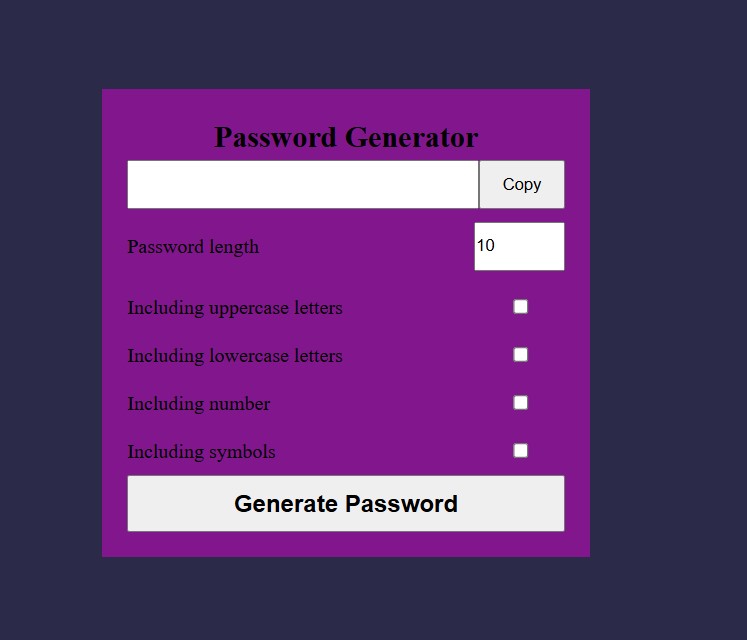 Password Generator
Copy
Password length 10
Including uppercase letters
Including lowercase letters
Including number
Including symbols
Generate Password